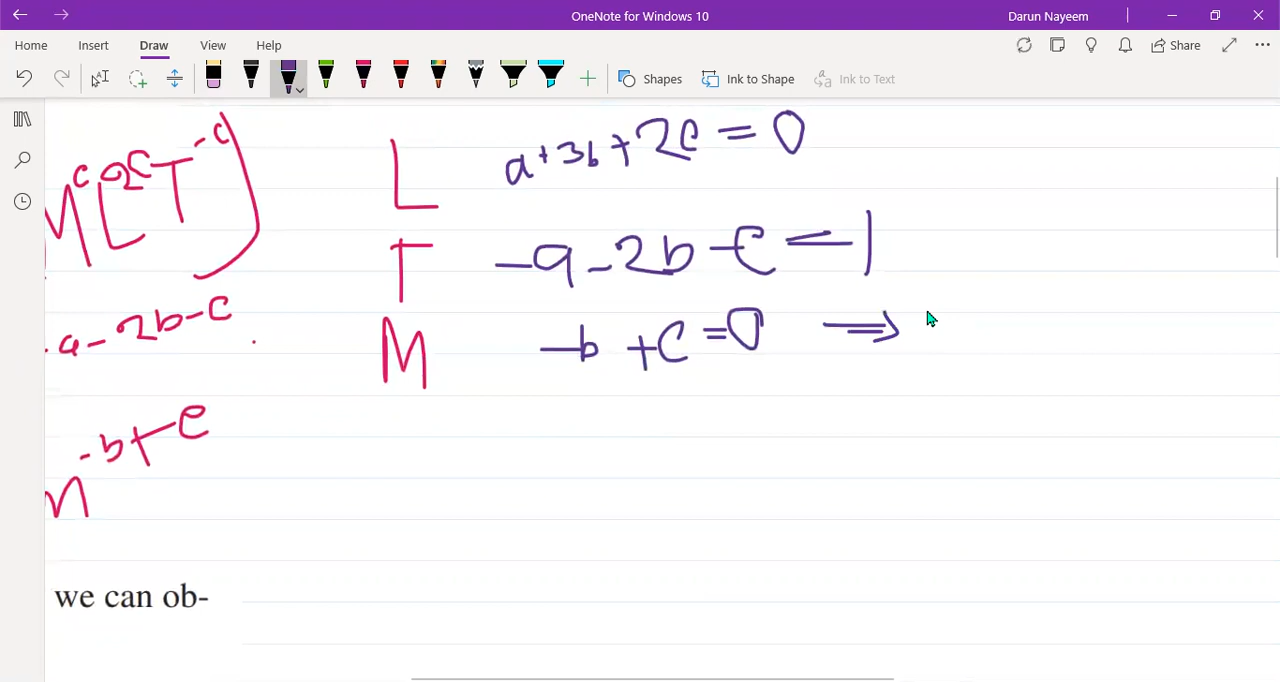 OneNote for Windows 10
Darun Nayeem
Home Insert Draw View Help
Share
Shapes
Ink to Shape
Ink to Text
M^c L^2c T^-c)
-a-2b-c
M^-b+c
L a+3b+2c=0
T -a-2b-c=1
M -b+c=0 ⇒
we can ob-